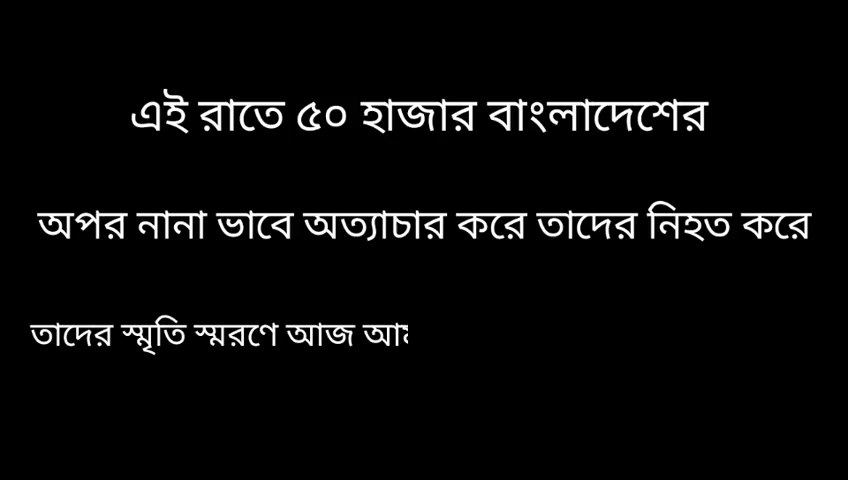 এই রাতে ৫০ হাজার বাংলাদেশের
অপর নানা ভাবে অত্যাচার করে তাদের নিহত করে
তাদের স্মৃতি স্মরণে আজ